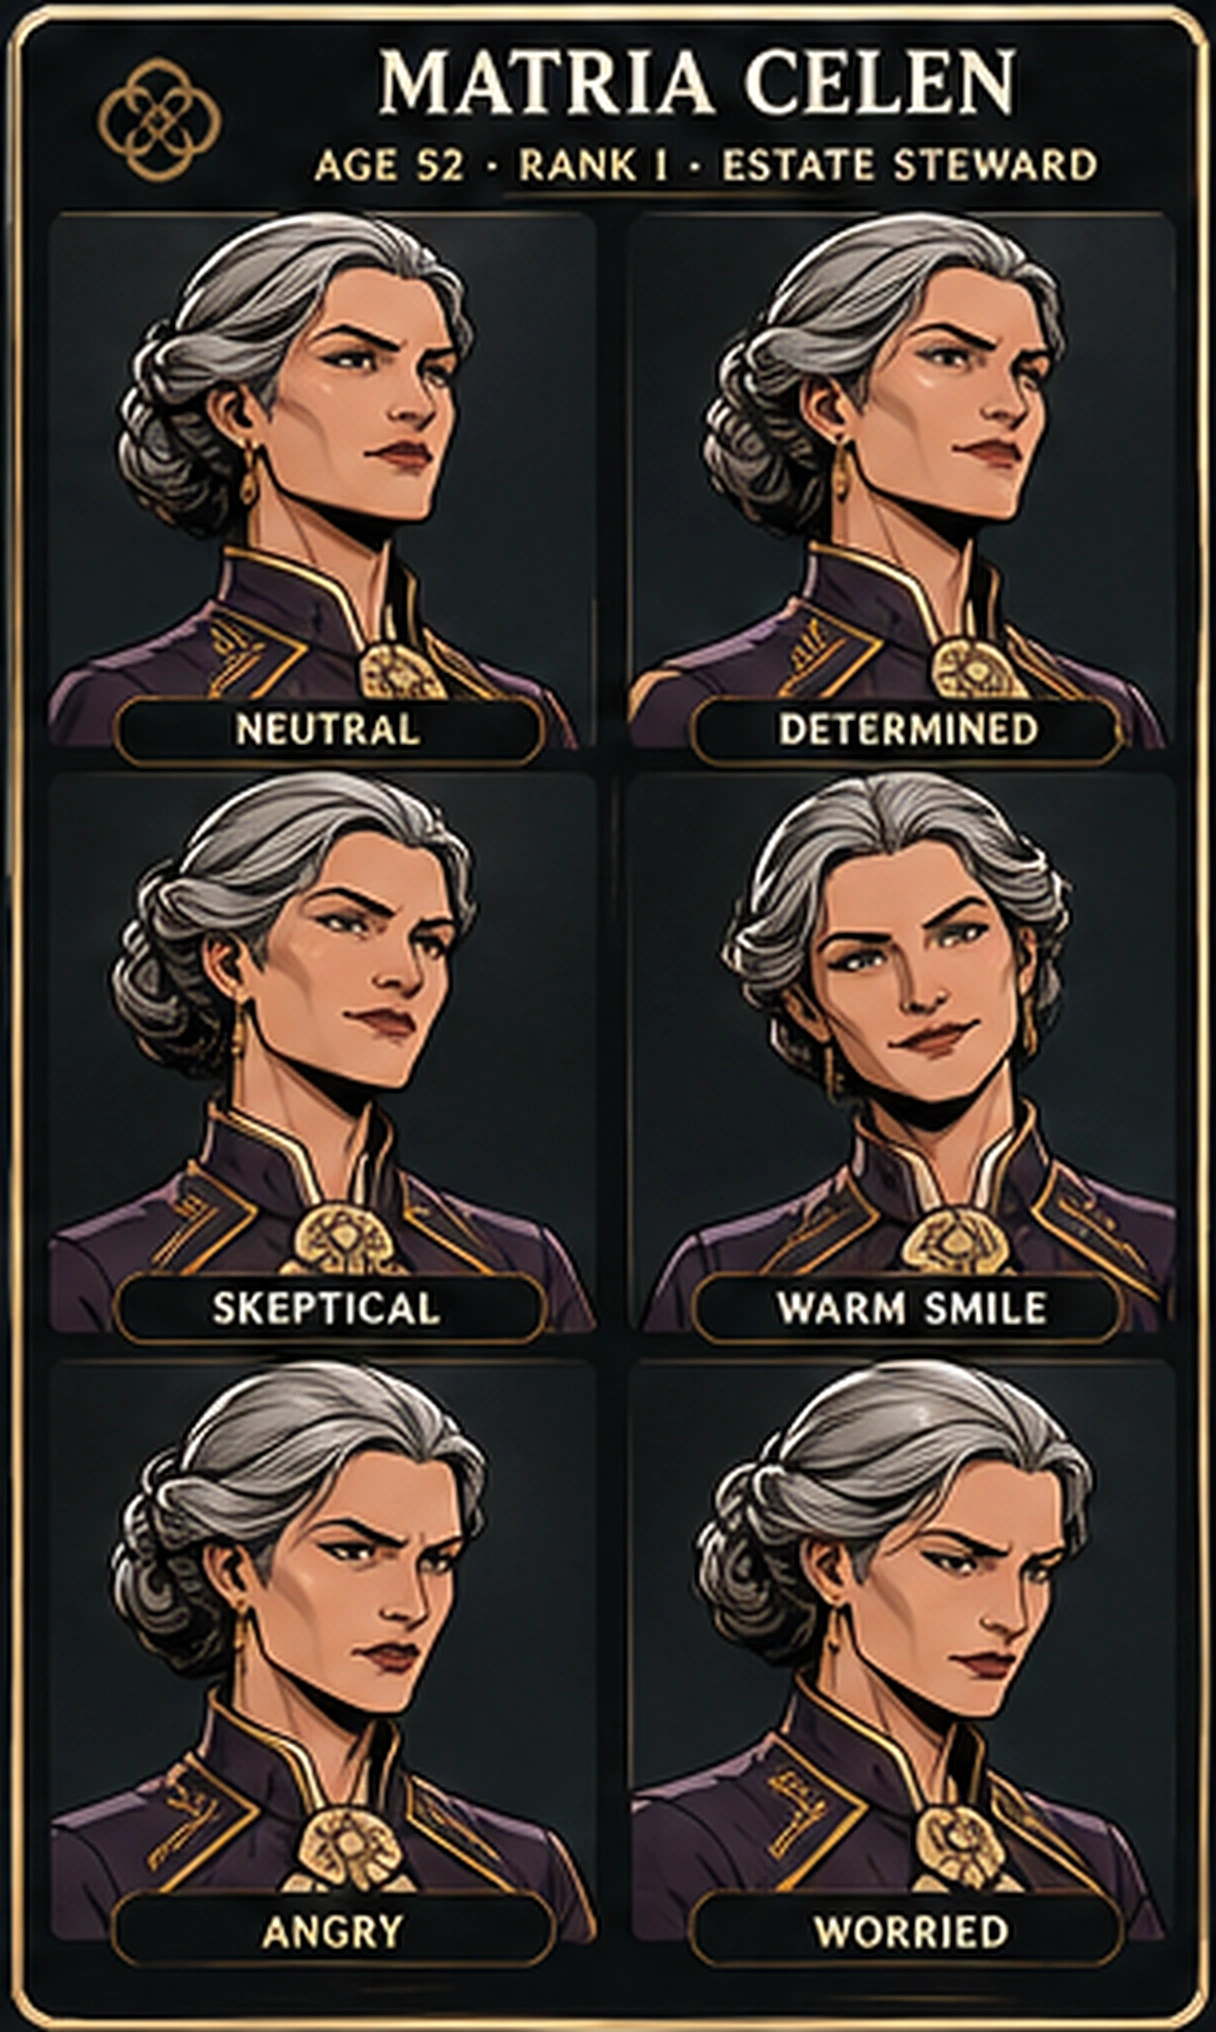 MATRIA CELEN
AGE 52 · RANK I · ESTATE STEWARD
NEUTRAL
DETERMINED
SKEPTICAL
WARM SMILE
ANGRY
WORRIED